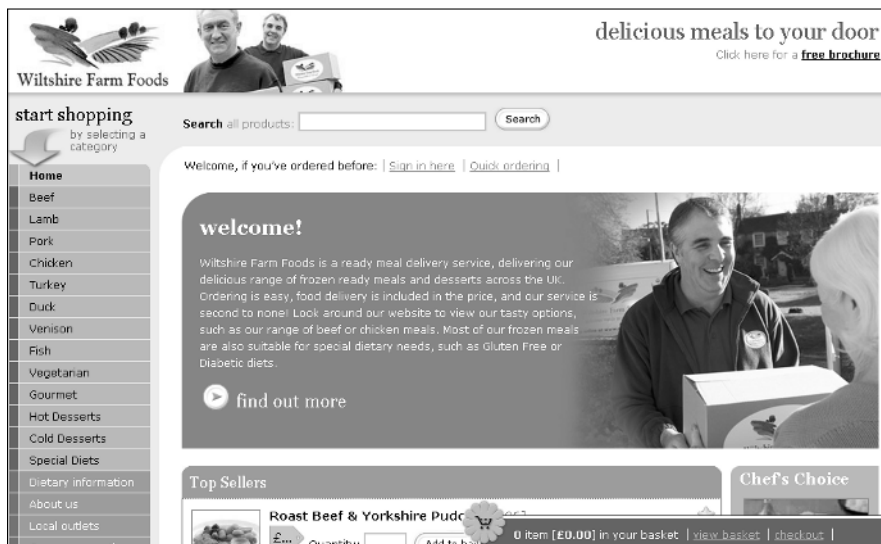 delicious meals to your door
Click here for a free brochure
Wiltshire Farm Foods
start shopping
by selecting a
category
Search all products:
Search
Welcome, if you've ordered before: | Sign in here | Quick ordering |
Home
Beef
Lamb
Pork
Chicken
Turkey
Duck
Venison
Fish
Vegetarian
Gourmet
Hot Desserts
Cold Desserts
Special Diets
Dietary information
About us
Local outlets
welcome!
Wiltshire Farm Foods is a ready meal delivery service, delivering our
delicious range of frozen ready meals and desserts across the UK.
Ordering is easy, food delivery is included in the price, and our service is
second to none! Look around our website to view our tasty options,
such as our range of beef or chicken meals. Most of our frozen meals
are also suitable for special dietary needs, such as Gluten Free or
Diabetic diets.
find out more
Top Sellers
Chef's Choice
Roast Beef & Yorkshire
£...
Quantity
Add to
0 item [£0.00] in your basket | view basket | checkout |